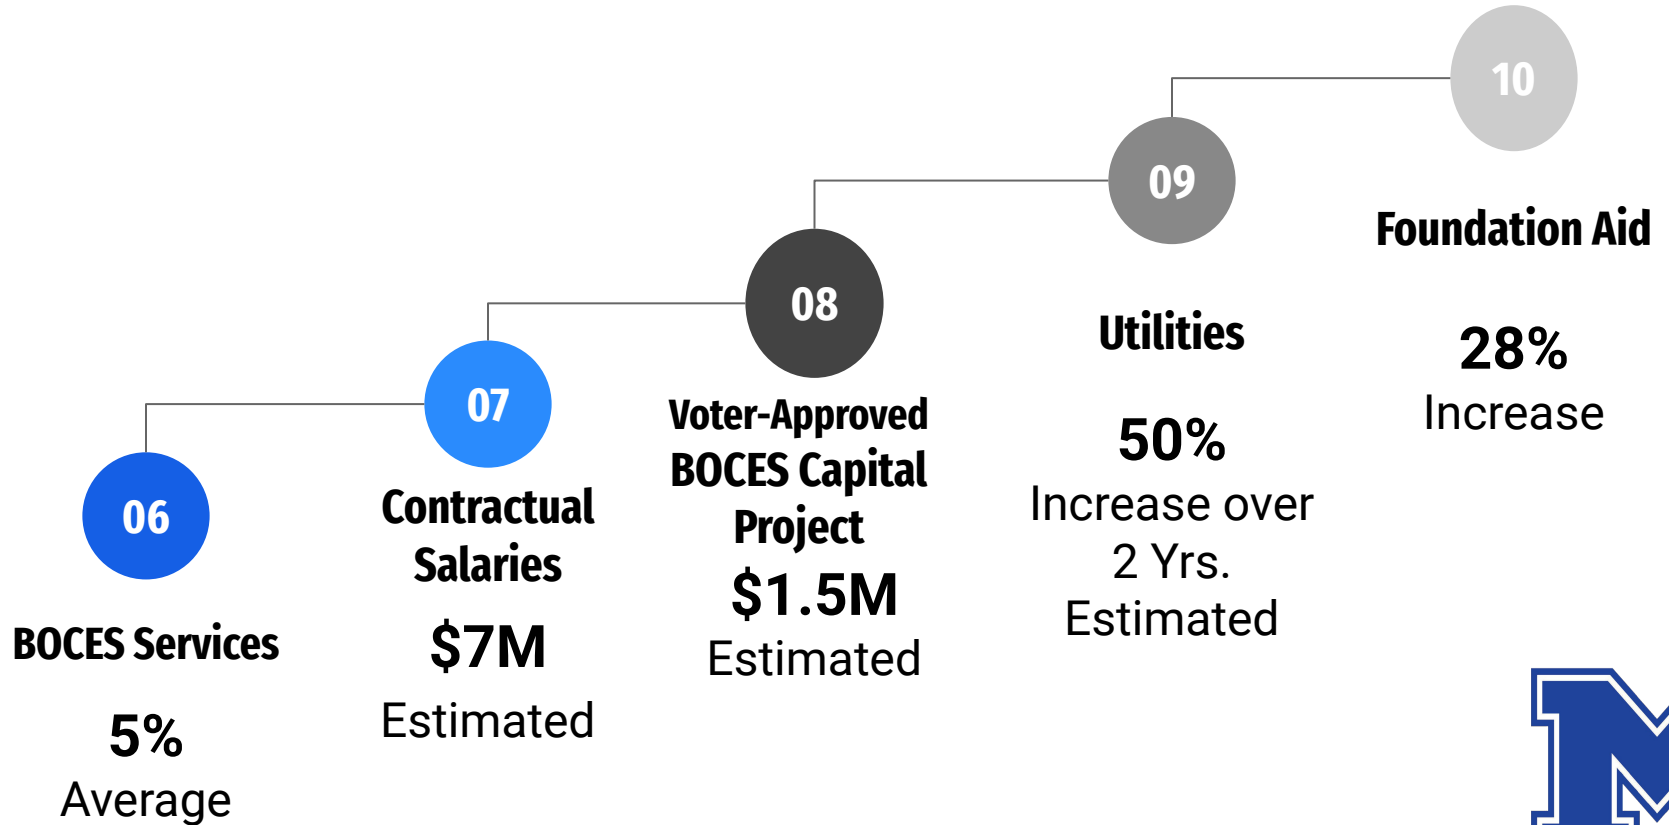 06
BOCES Services
5%
Average
07
Contractual
Salaries
$7M
Estimated
08
Voter-Approved
BOCES Capital
Project
$1.5M
Estimated
09
Utilities
50%
Increase over
2 Yrs.
Estimated
10
Foundation Aid
28%
Increase
M